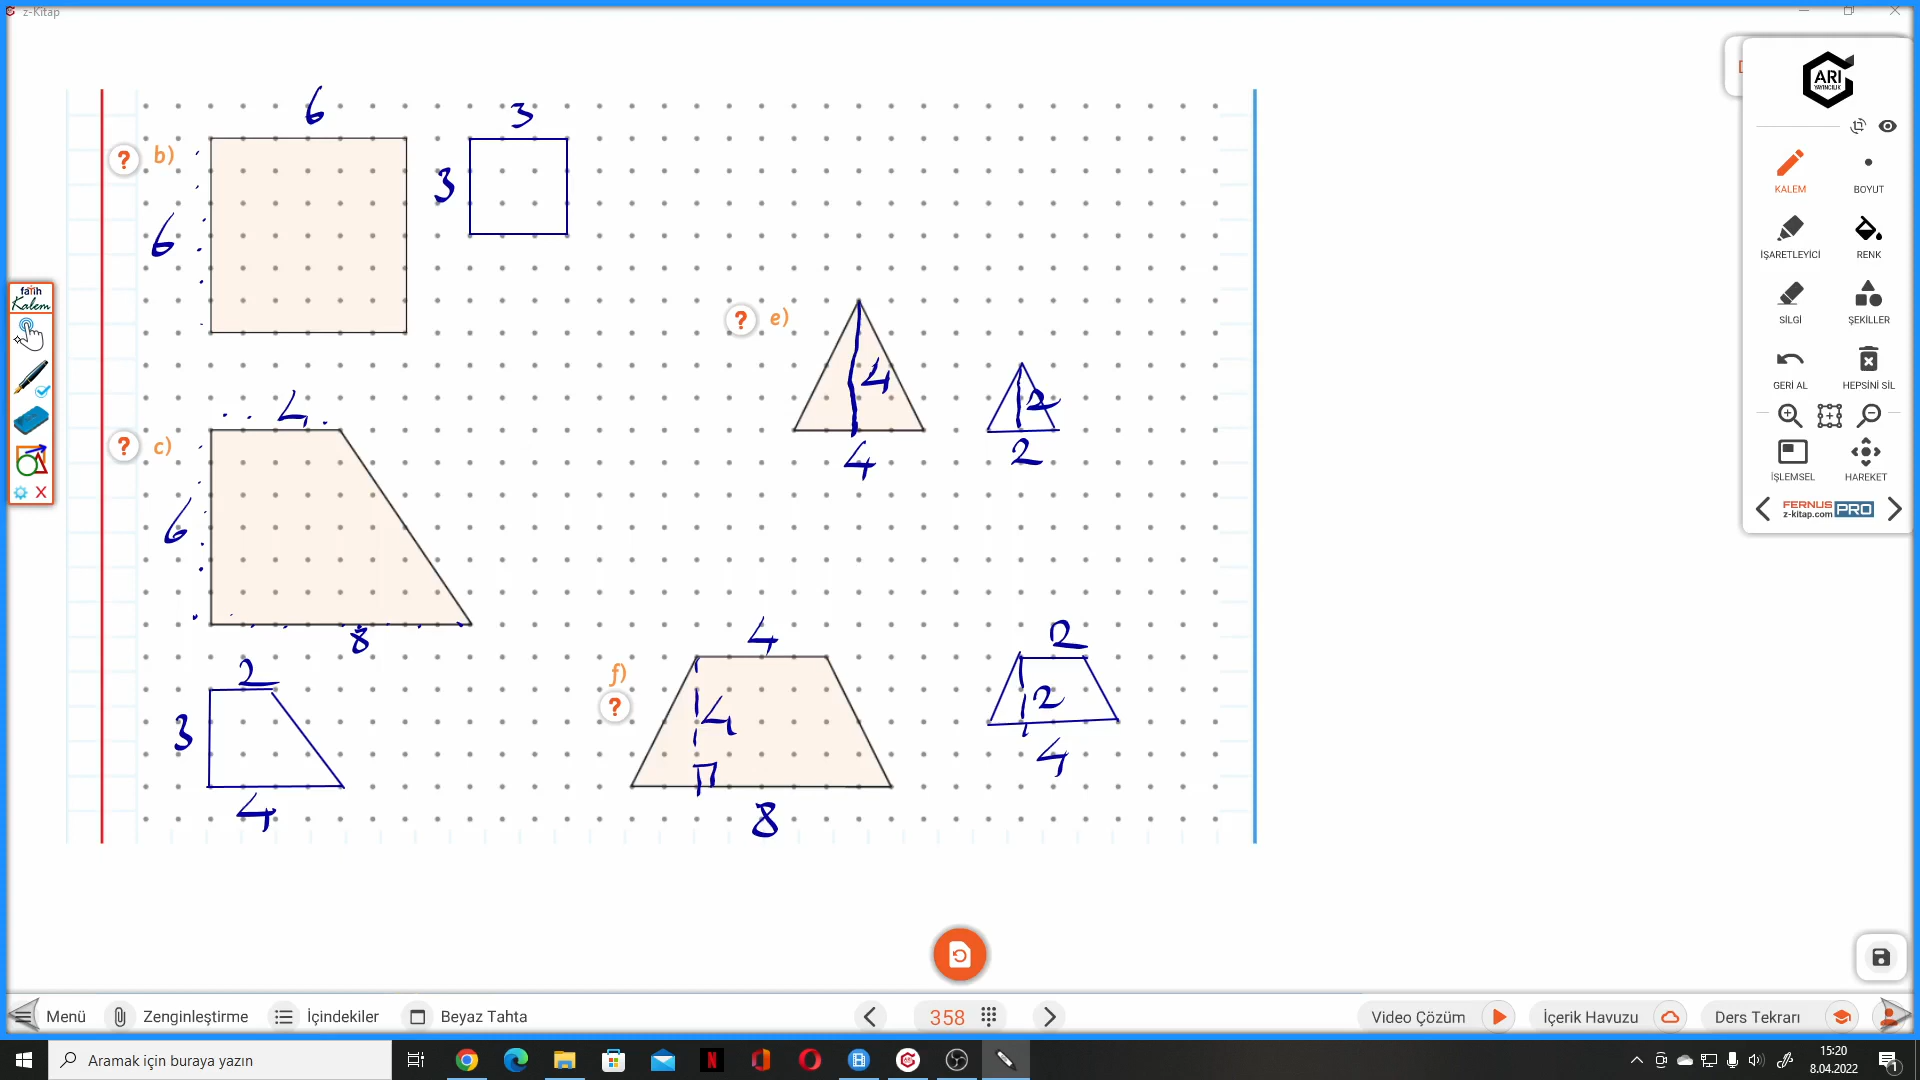 z-Kitap
6
3
b)
3
6
e)
4
2
4
2
4
c)
6
8
2
3
4
f)
4
4
8
2
2
4
fatih
Kalem
ARI
YAYINCILIK
KALEM
BOYUT
İŞARETLEYİCİ
RENK
SİLGİ
ŞEKİLLER
GERİ AL
HEPSİNİ SİL
İŞLEMSEL
HAREKET
FERNUS
z-kitap.com
PRO
Menü
Zenginleştirme
İçindekiler
Beyaz Tahta
358
Video Çözüm
İçerik Havuzu
Ders Tekrarı
Aramak için buraya yazın
15:20
8.04.2022
1